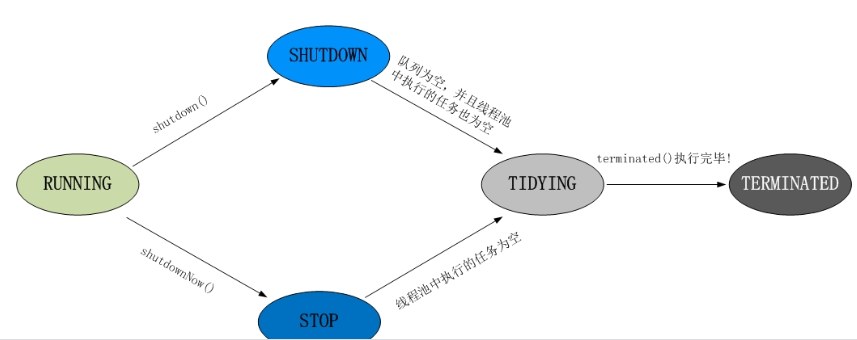 SHUTDOWN
队列为空，并且线程池
中执行的任务也为空
shutdown()
terminated()执行完毕!
RUNNING
TIDYING
TERMINATED
shutdownNow()
线程池中执行的任务为空
STOP